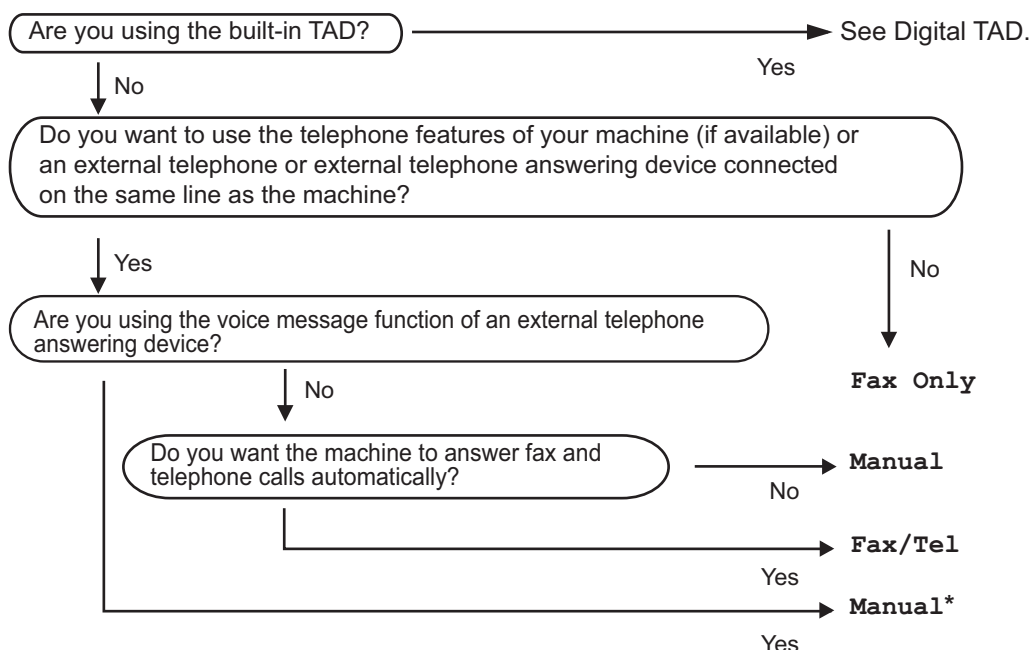 Are you using the built-in TAD?
See Digital TAD.
Yes
No
Do you want to use the telephone features of your machine (if available) or
an external telephone or external telephone answering device connected
on the same line as the machine?
Yes
No
Are you using the voice message function of an external telephone
answering device?
Fax Only
No
Do you want the machine to answer fax and
telephone calls automatically?
Manual
No
Fax/Tel
Yes
Manual*
Yes